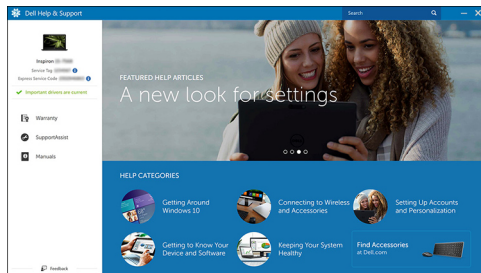 Dell Help & Support
Search
Inspiron
Service Tag
Express Service Code
Important drivers are current
Warranty
SupportAssist
Manuals
Feedback
FEATURED HELP ARTICLES
A new look for settings
HELP CATEGORIES
Getting Around
Windows 10
Connecting to Wireless
and Accessories
Setting Up Accounts
and Personalization
Getting to Know Your
Device and Software
Keeping Your System
Healthy
Find Accessories
at Dell.com